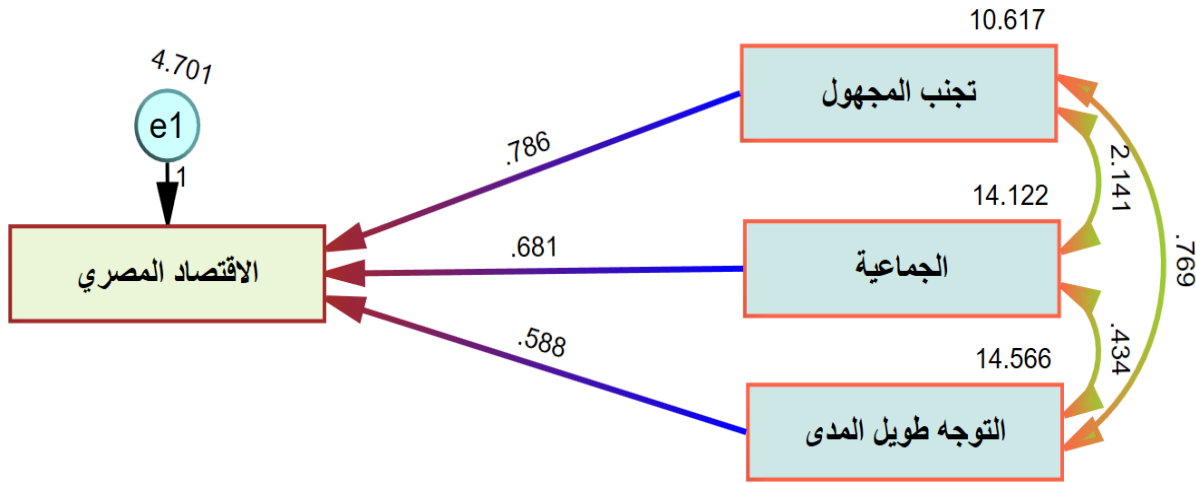 10.617
4.701
تجنب المجهول
e1
.786
2.141
1
14.122
.681
الجماعية
.769
الاقتصاد المصري
.588
.434
14.566
التوجه طويل المدى